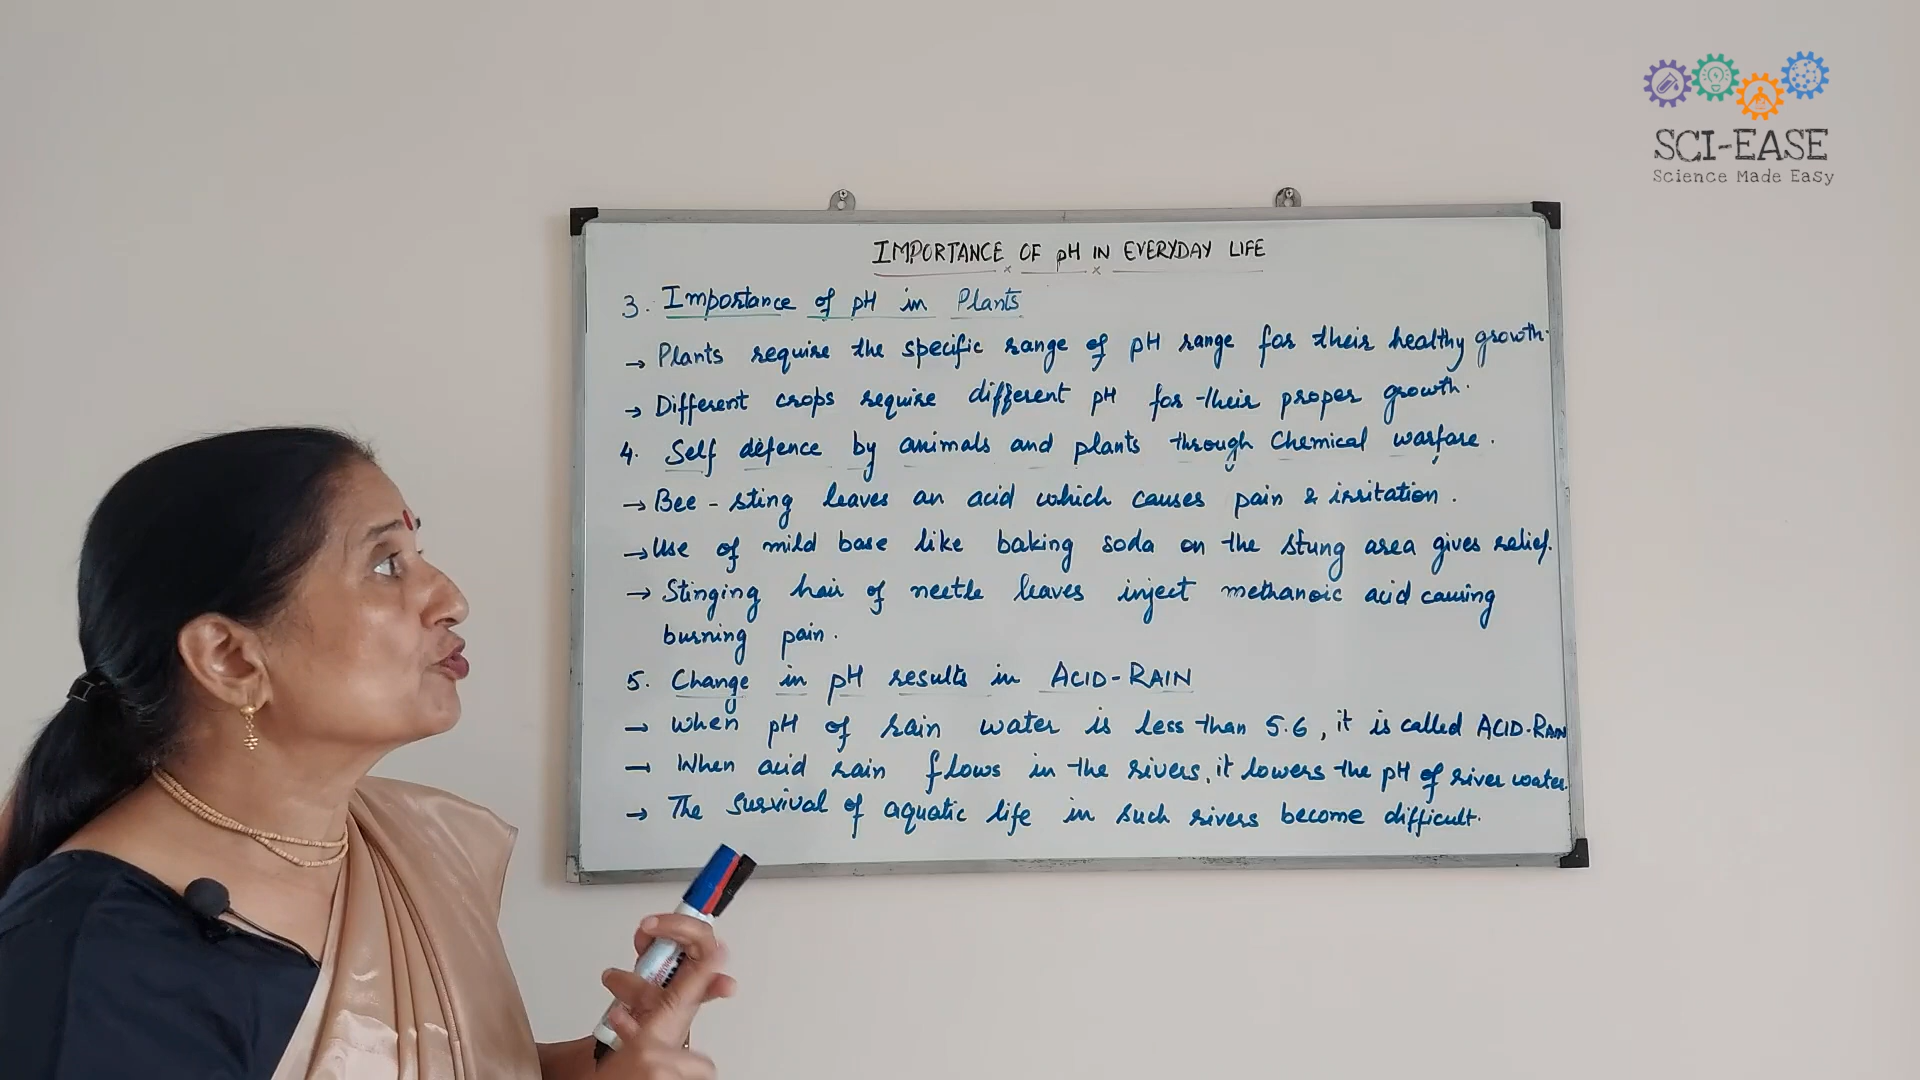 SCI-EASE
Science Made Easy
IMPORTANCE OF pH IN EVERYDAY LIFE
3. Importance of pH in Plants
→ Plants require the specific range of pH range for their healthy growth.
→ Different crops require different pH for their proper growth.
4. Self defence by animals and plants through Chemical warfare.
→ Bee-sting leaves an acid which causes pain & irritation.
→ Use of mild base like baking soda on the stung area gives relief.
→ Stinging hair of neetle leaves inject methanoic acid causing
burning pain.
5. Change in pH results in ACID-RAIN
→ When pH of rain water is less than 5.6, it is called ACID-RAIN
→ When acid rain flows in the rivers, it lowers the pH of river water.
→ The survival of aquatic life in such rivers become difficult.